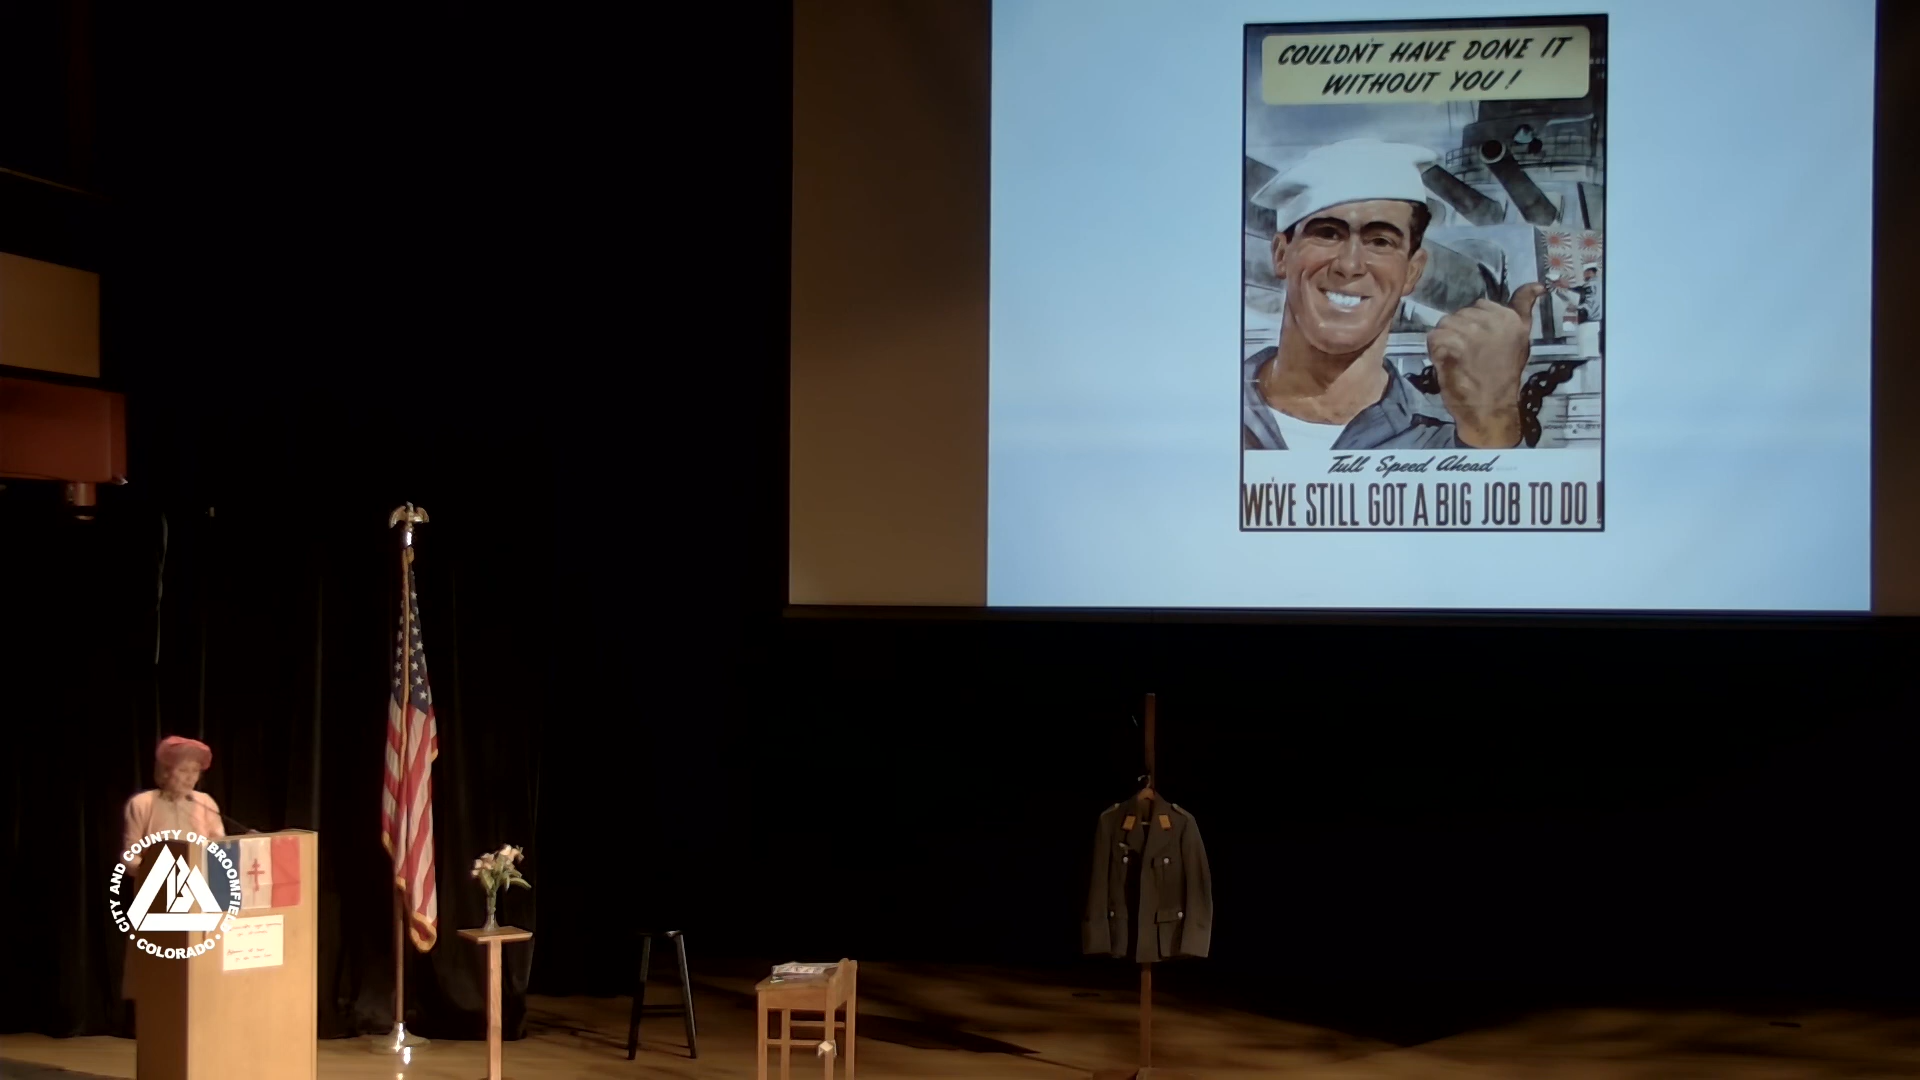 COULDN'T HAVE DONE IT
WITHOUT YOU!
Full Speed Ahead
WE'VE STILL GOT A BIG JOB TO DO!
CITY AND COUNTY OF BROOMFIELD
• COLORADO •